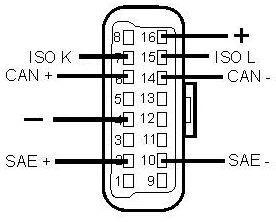 8 16 +
ISO K 7 15 ISO L
CAN + 6 14 CAN -
5 13
— 4 12
3 11
SAE + 2 10 SAE -
1 9